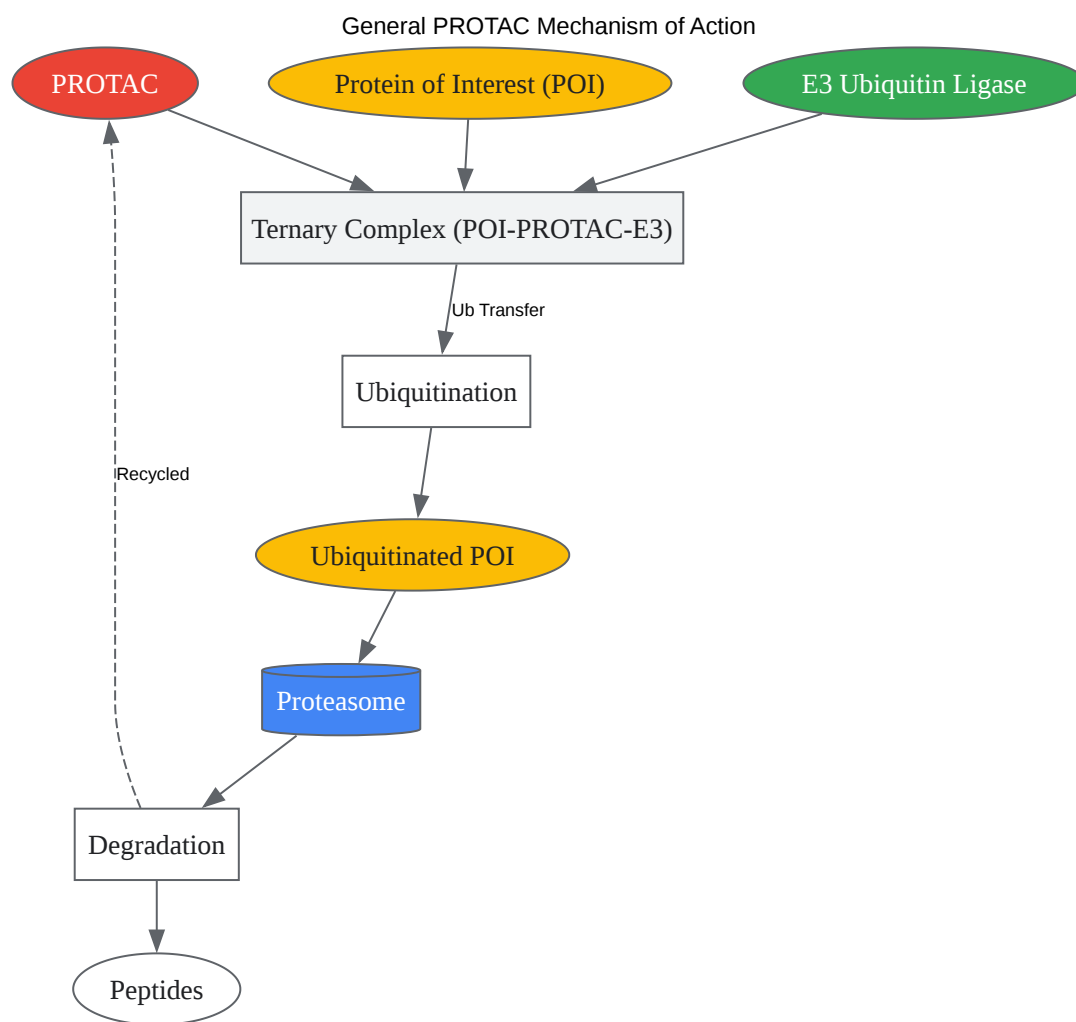 General PROTAC Mechanism of Action
PROTAC
Protein of Interest (POI)
E3 Ubiquitin Ligase
Ternary Complex (POI-PROTAC-E3)
Ub Transfer
Ubiquitination
Recycled
Ubiquitinated POI
Proteasome
Degradation
Peptides